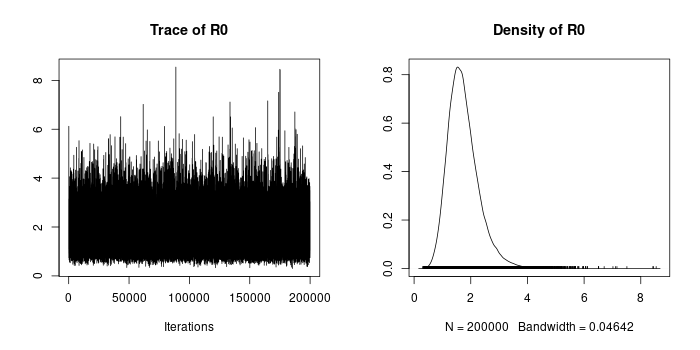 Trace of R0
8
6
4
2
0
0 50000 100000 150000 200000
Iterations
Density of R0
0.8
0.6
0.4
0.2
0.0
0 2 4 6 8
N = 200000 Bandwidth = 0.04642